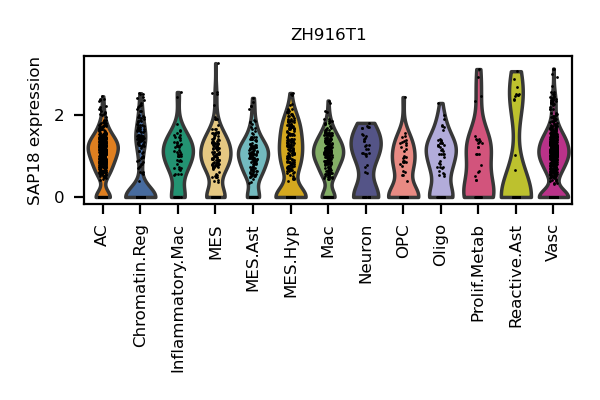 ZH916T1
SAP18 expression
2
0
AC
Chromatin.Reg
Inflammatory.Mac
MES
MES.Ast
MES.Hyp
Mac
Neuron
OPC
Oligo
Prolif.Metab
Reactive.Ast
Vasc